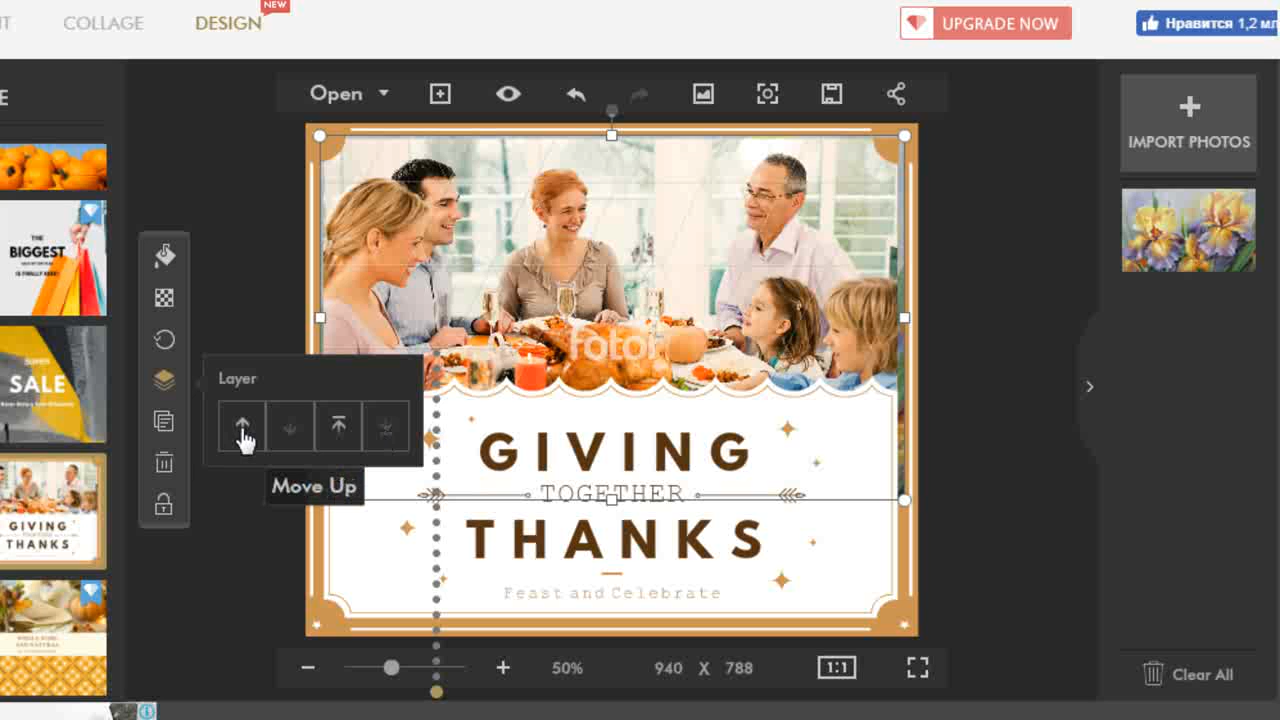 COLLAGE
DESIGN
NEW
UPGRADE NOW
Нравится 1,2
Open
IMPORT PHOTOS
THE
BIGGEST
IS FINALLY HERE!
SUMMER
SALE
GIVING
THANKS
Layer
Move Up
fotor
GIVING
TOGETHER
THANKS
Feast and Celebrate
50%
940 X 788
1:1
Clear All